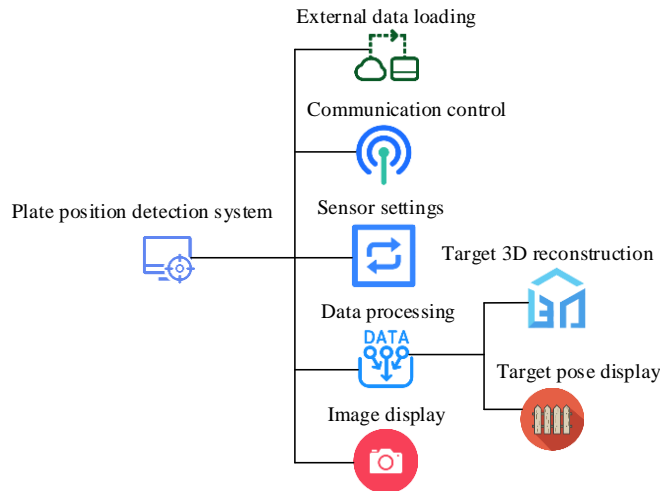 External data loading
Communication control
Plate position detection system
Sensor settings
Target 3D reconstruction
Data processing
DATA
Target pose display
Image display